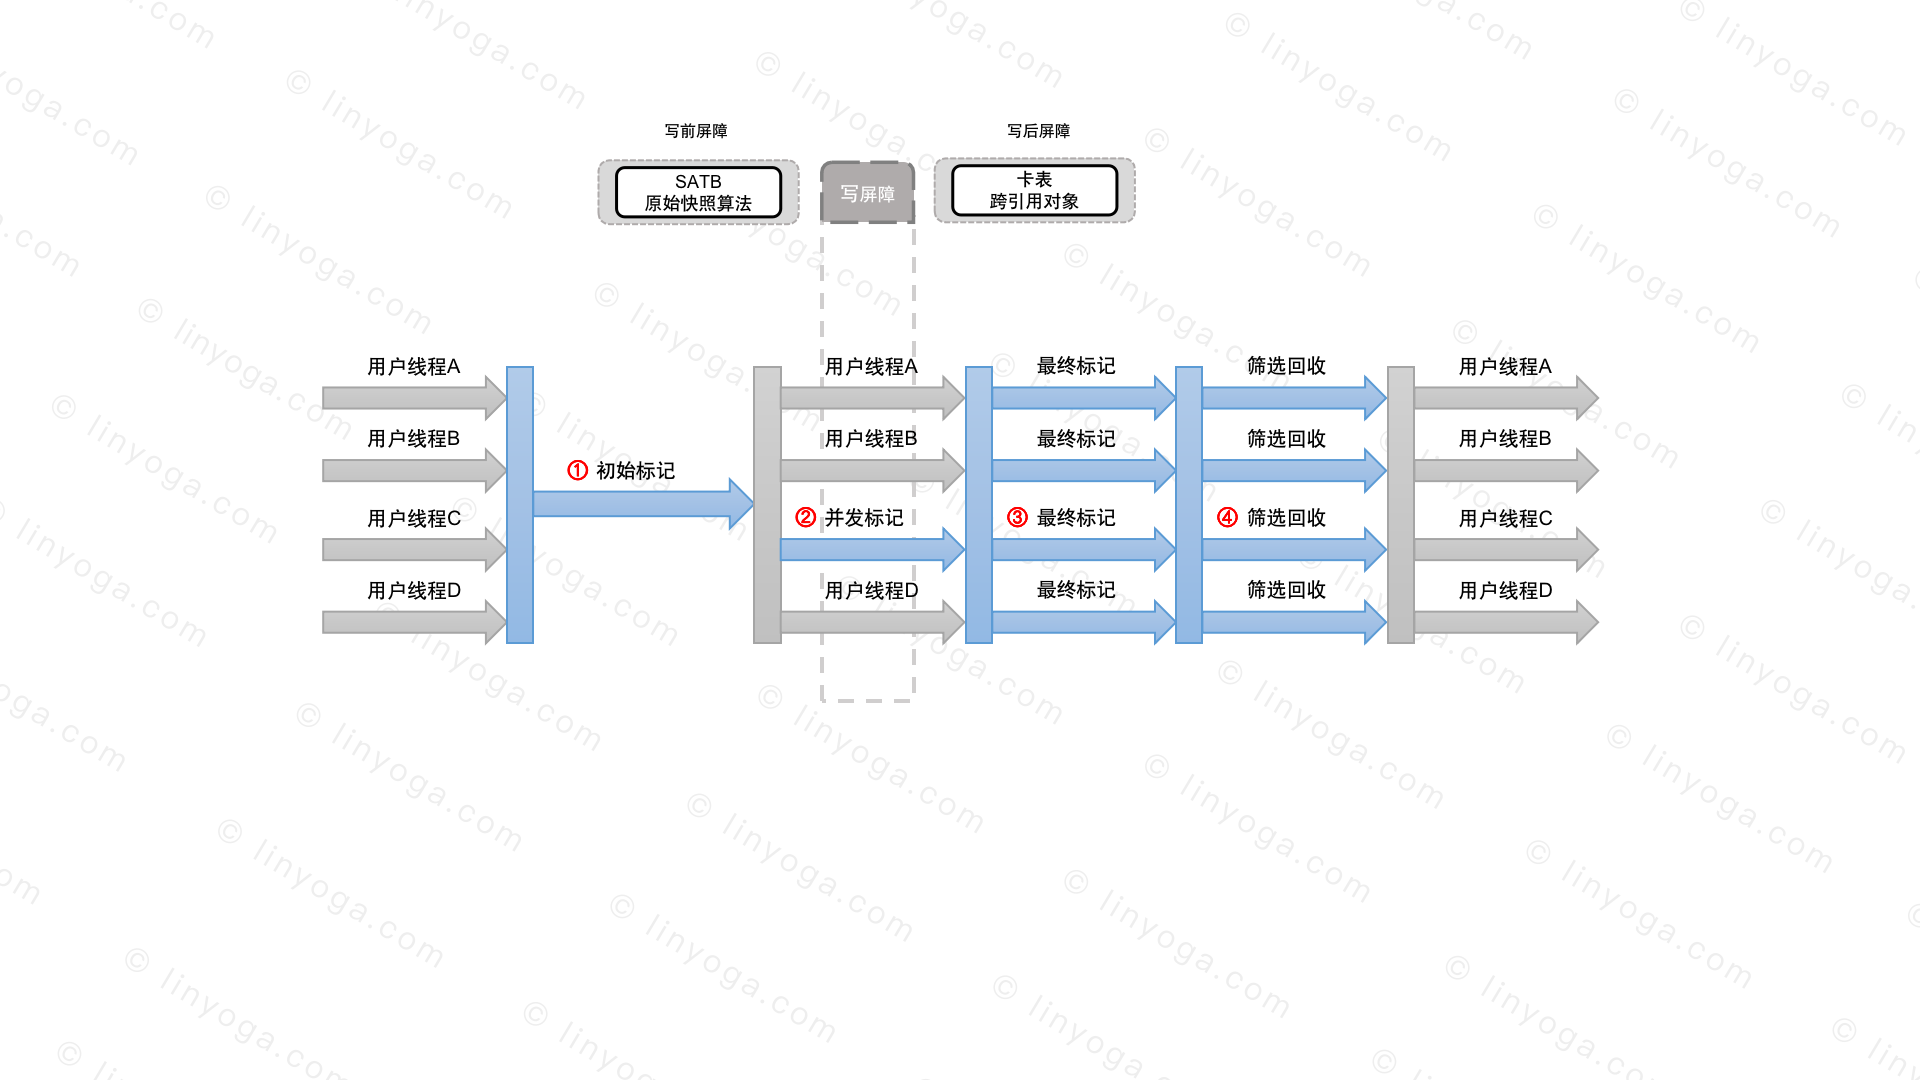 写前屏障
写后屏障
SATB
原始快照算法
写屏障
卡表
跨引用对象
用户线程A
用户线程A
最终标记
筛选回收
用户线程A
用户线程B
用户线程B
最终标记
筛选回收
用户线程B
① 初始标记
用户线程C
② 并发标记
③ 最终标记
④ 筛选回收
用户线程C
用户线程D
用户线程D
最终标记
筛选回收
用户线程D
© linyoga.com